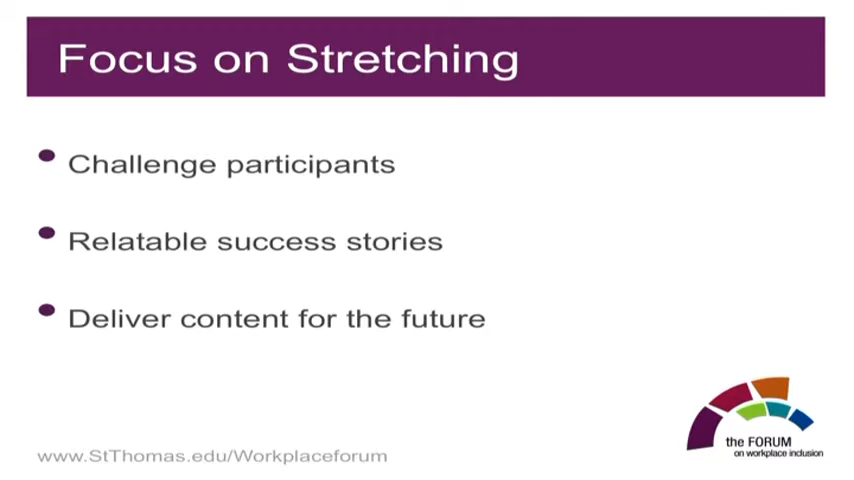 Focus on Stretching
• Challenge participants
• Relatable success stories
• Deliver content for the future
the FORUM
on workplace inclusion
www.StThomas.edu/Workplaceforum